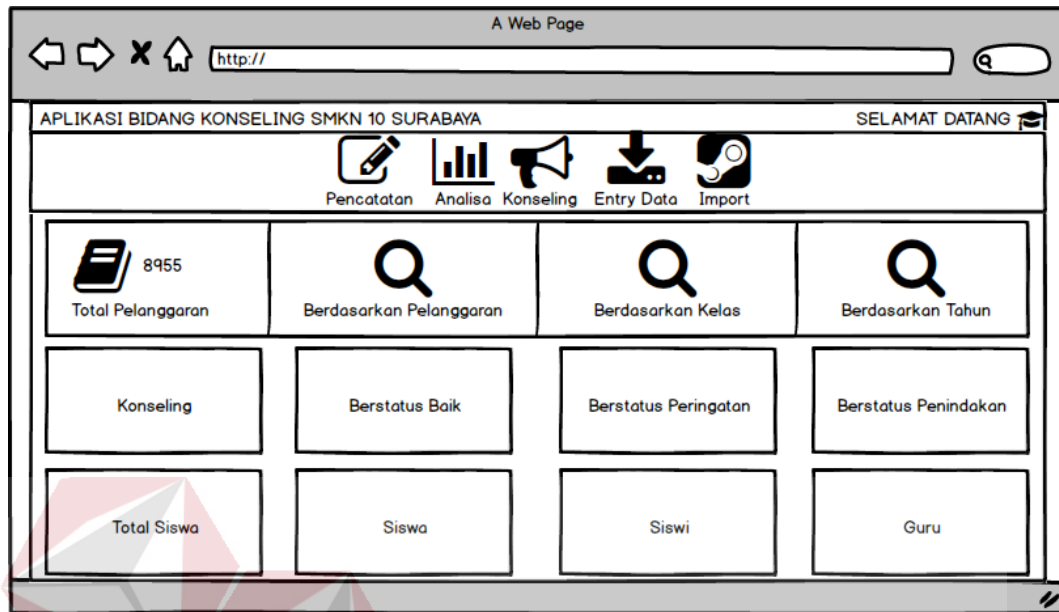 A Web Page
http://
APLIKASI BIDANG KONSELING SMKN 10 SURABAYA SELAMAT DATANG
Pencatatan Analisa Konseling Entry Data Import
8955
Total Pelanggaran Berdasarkan Pelanggaran Berdasarkan Kelas Berdasarkan Tahun
Konseling Berstatus Baik Berstatus Peringatan Berstatus Penindakan
Total Siswa Siswa Siswi Guru